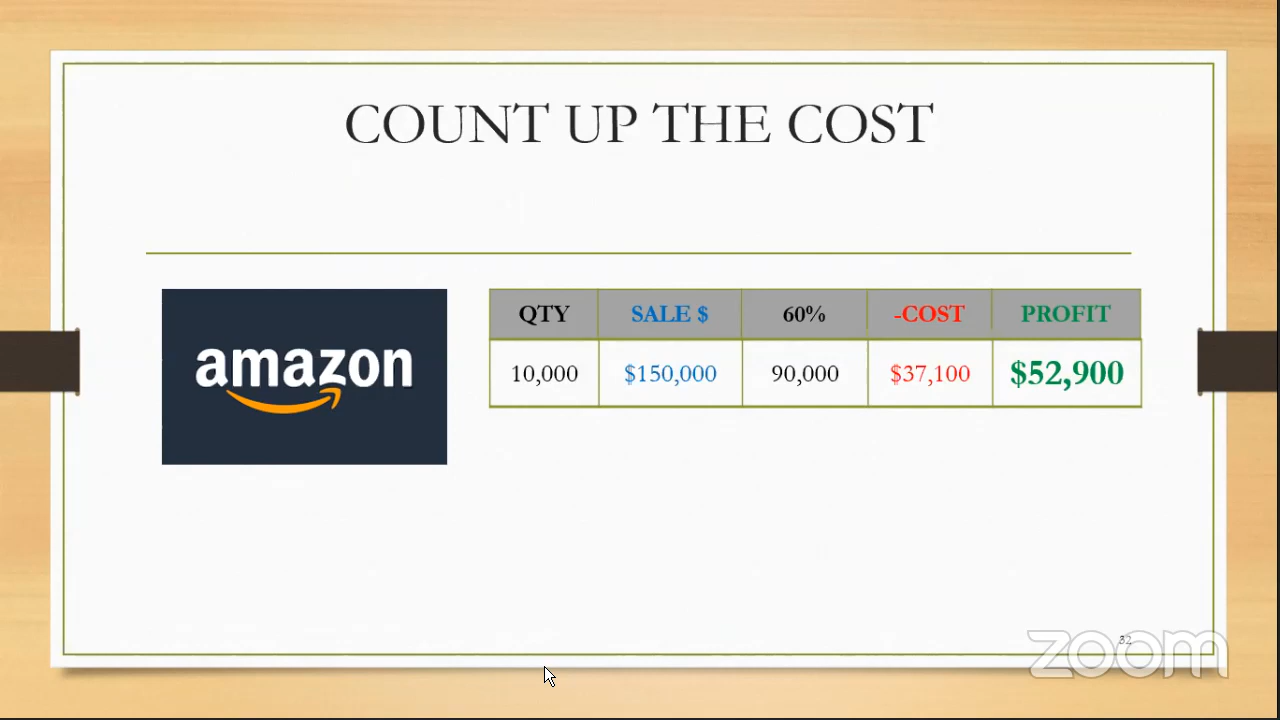 COUNT UP THE COST
amazon
QTY SALE $ 60% -COST PROFIT
10,000 $150,000 90,000 $37,100 $52,900
32
zoom